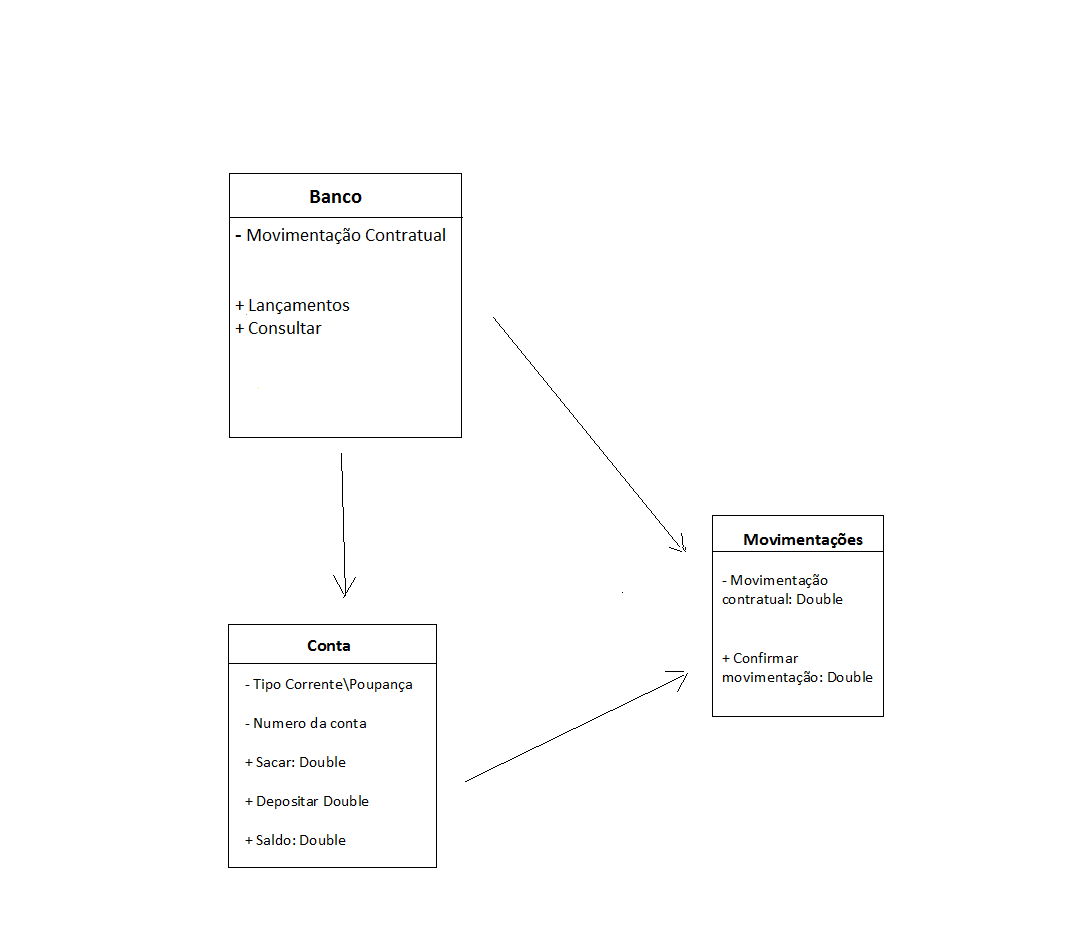 Banco
- Movimentação Contratual
+ Lançamentos
+ Consultar
Movimentações
- Movimentação
contratual: Double
+ Confirmar
movimentação: Double
Conta
- Tipo Corrente\Poupança
- Numero da conta
+ Sacar: Double
+ Depositar Double
+ Saldo: Double